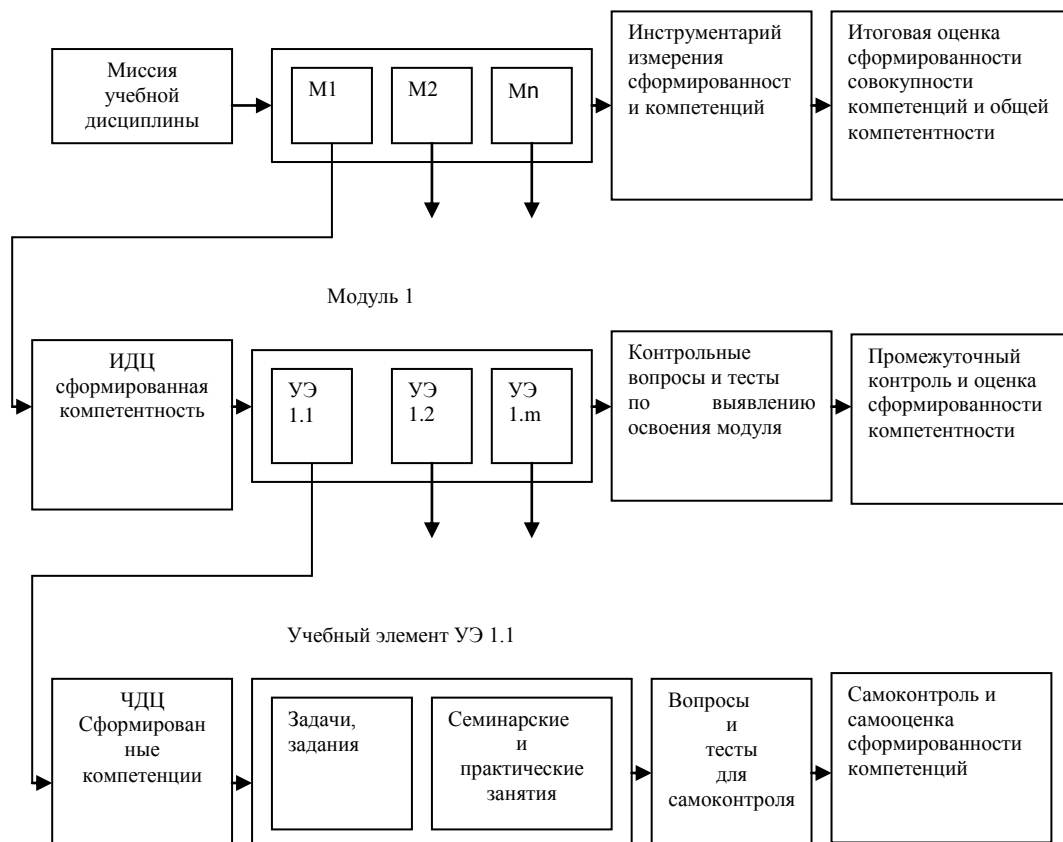 Миссия
учебной
дисциплины
М1
М2
Мn
Инструментарий
измерения
сформированност
и компетенций
Итоговая оценка
сформированности
совокупности
компетенций и общей
компетентности
Модуль 1
ИДЦ
сформированная
компетентность
УЭ
1.1
УЭ
1.2
УЭ
1.m
Контрольные
вопросы и тесты
по выявлению
освоения модуля
Промежуточный
контроль и оценка
сформированности
компетентности
Учебный элемент УЭ 1.1
ЧДЦ
Сформирован
ные
компетенции
Задачи,
задания
Семинарские
и
практические
занятия
Вопросы
и
тесты
для
самоконтроля
Самоконтроль и
самооценка
сформированности
компетенций